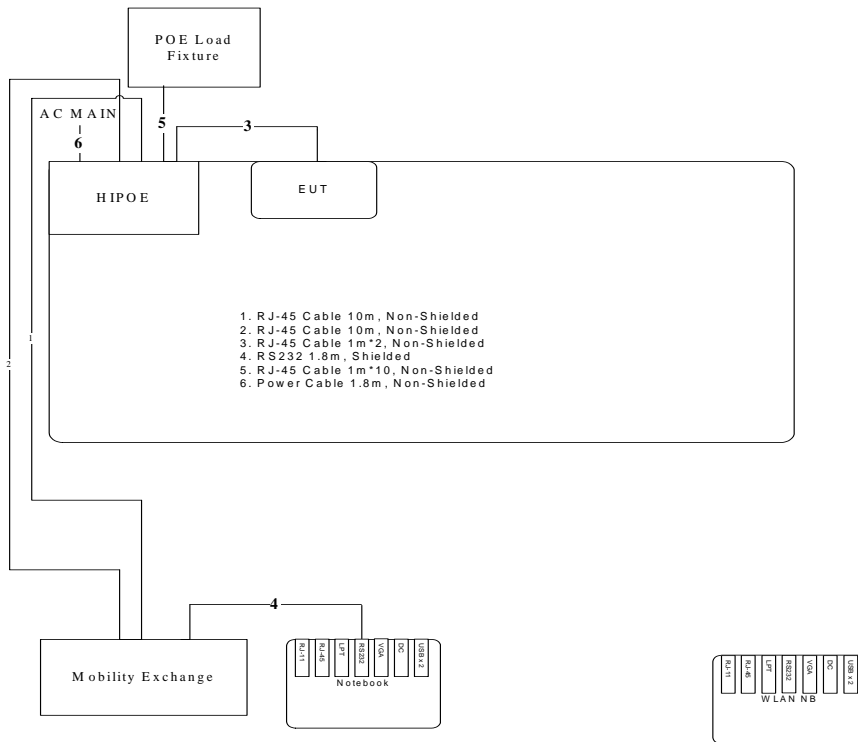 POE Load
Fixture
AC MAIN
6
5
3
HIPOE
EUT
1. RJ-45 Cable 10m, Non-Shielded
2. RJ-45 Cable 10m, Non-Shielded
3. RJ-45 Cable 1m*2, Non-Shielded
4. RS232 1.8m, Shielded
5. RJ-45 Cable 1m*10, Non-Shielded
6. Power Cable 1.8m, Non-Shielded
1
2
4
Mobility Exchange
RJ-11
RJ-45
LPT
RS232
VGA
DC
USB x 2
Notebook
RJ-11
RJ-45
LPT
RS232
VGA
DC
USB x 2
WLAN NB